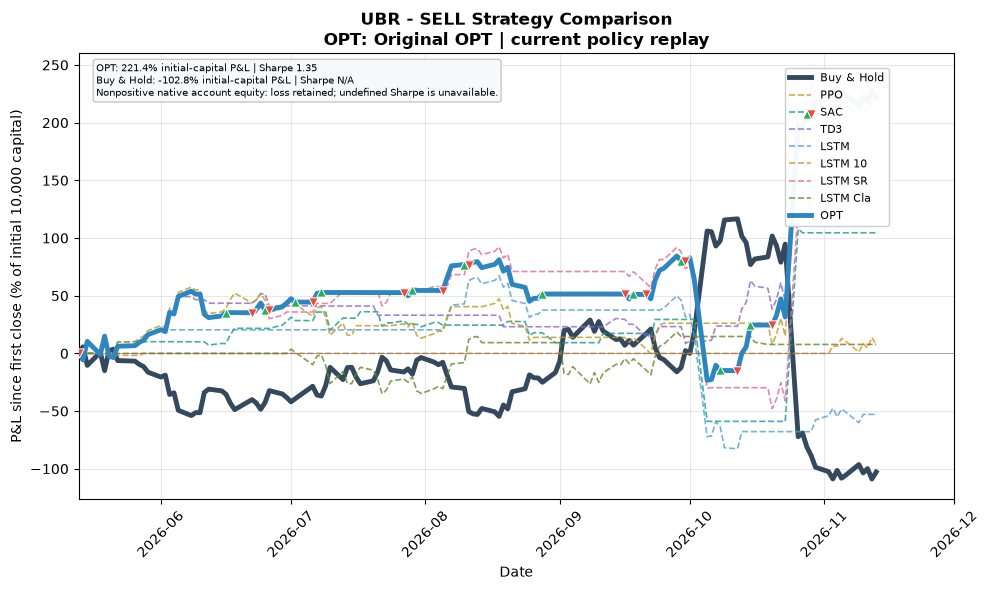 UBR - SELL Strategy Comparison
OPT: Original OPT | current policy replay
OPT: 221.4% initial-capital P&L | Sharpe 1.35
Buy & Hold: -102.8% initial-capital P&L | Sharpe N/A
Nonpositive native account equity: loss retained; undefined Sharpe is unavailable.
Buy & Hold
PPO
SAC
TD3
LSTM
LSTM 10
LSTM SR
LSTM Cla
OPT
P&L since first close (% of initial 10,000 capital)
250
200
150
100
50
0
−50
−100
2026-06
2026-07
2026-08
2026-09
2026-10
2026-11
2026-12
Date